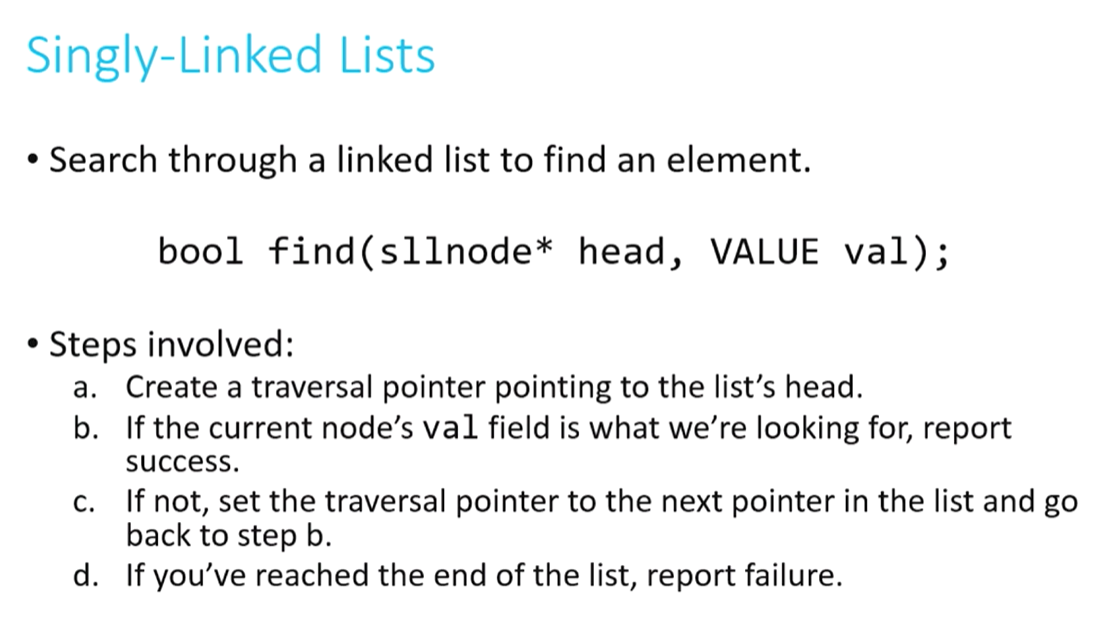 Singly-Linked Lists
• Search through a linked list to find an element.
bool find(sllnode* head, VALUE val);
• Steps involved:
a. Create a traversal pointer pointing to the list’s head.
b. If the current node’s val field is what we’re looking for, report
success.
c. If not, set the traversal pointer to the next pointer in the list and go
back to step b.
d. If you’ve reached the end of the list, report failure.